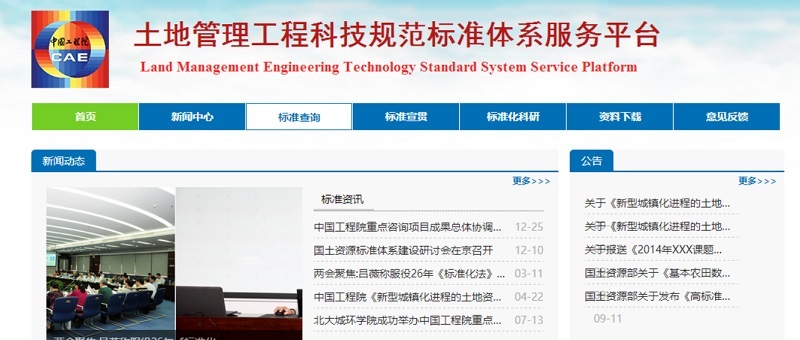 中国工程院
CAE
土地管理工程科技规范标准体系服务平台
Land Management Engineering Technology Standard System Service Platform
首页 新闻中心 标准查询 标准宣贯 标准化科研 资料下载 意见反馈
新闻动态
更多>>>
标准资讯
中国工程院重点咨询项目成果总体协调... 12-25
国土资源标准体系建设研讨会在京召开 12-10
两会聚焦:吕薇称服役26年《标准化法》... 03-11
中国工程院《新型城镇化进程的土地资... 04-22
北大城环学院成功举办中国工程院重点... 07-13
公告
更多>>>
关于《新型城镇化进程的土地...
关于《新型城镇化进程的土地...
关于报送《2014年XXX课题...
国土资源部关于《基本农田数...
国土资源部关于发布《高标准...
09-11